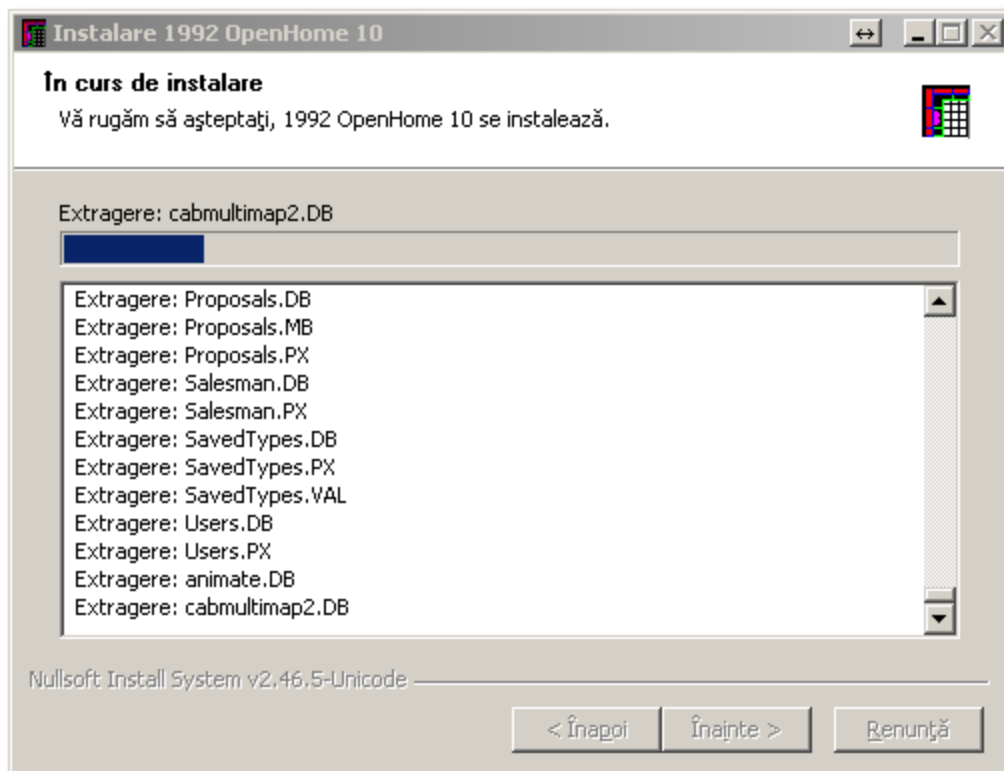 Instalare 1992 OpenHome 10
În curs de instalare
Vă rugăm să aşteptaţi, 1992 OpenHome 10 se instalează.
Extragere: cabmultimap2.DB
Extragere: Proposals.DB
Extragere: Proposals.MB
Extragere: Proposals.PX
Extragere: Salesman.DB
Extragere: Salesman.PX
Extragere: SavedTypes.DB
Extragere: SavedTypes.PX
Extragere: SavedTypes.VAL
Extragere: Users.DB
Extragere: Users.PX
Extragere: animate.DB
Extragere: cabmultimap2.DB
Nullsoft Install System v2.46.5-Unicode
< Înapoi
Înainte >
Renunţă